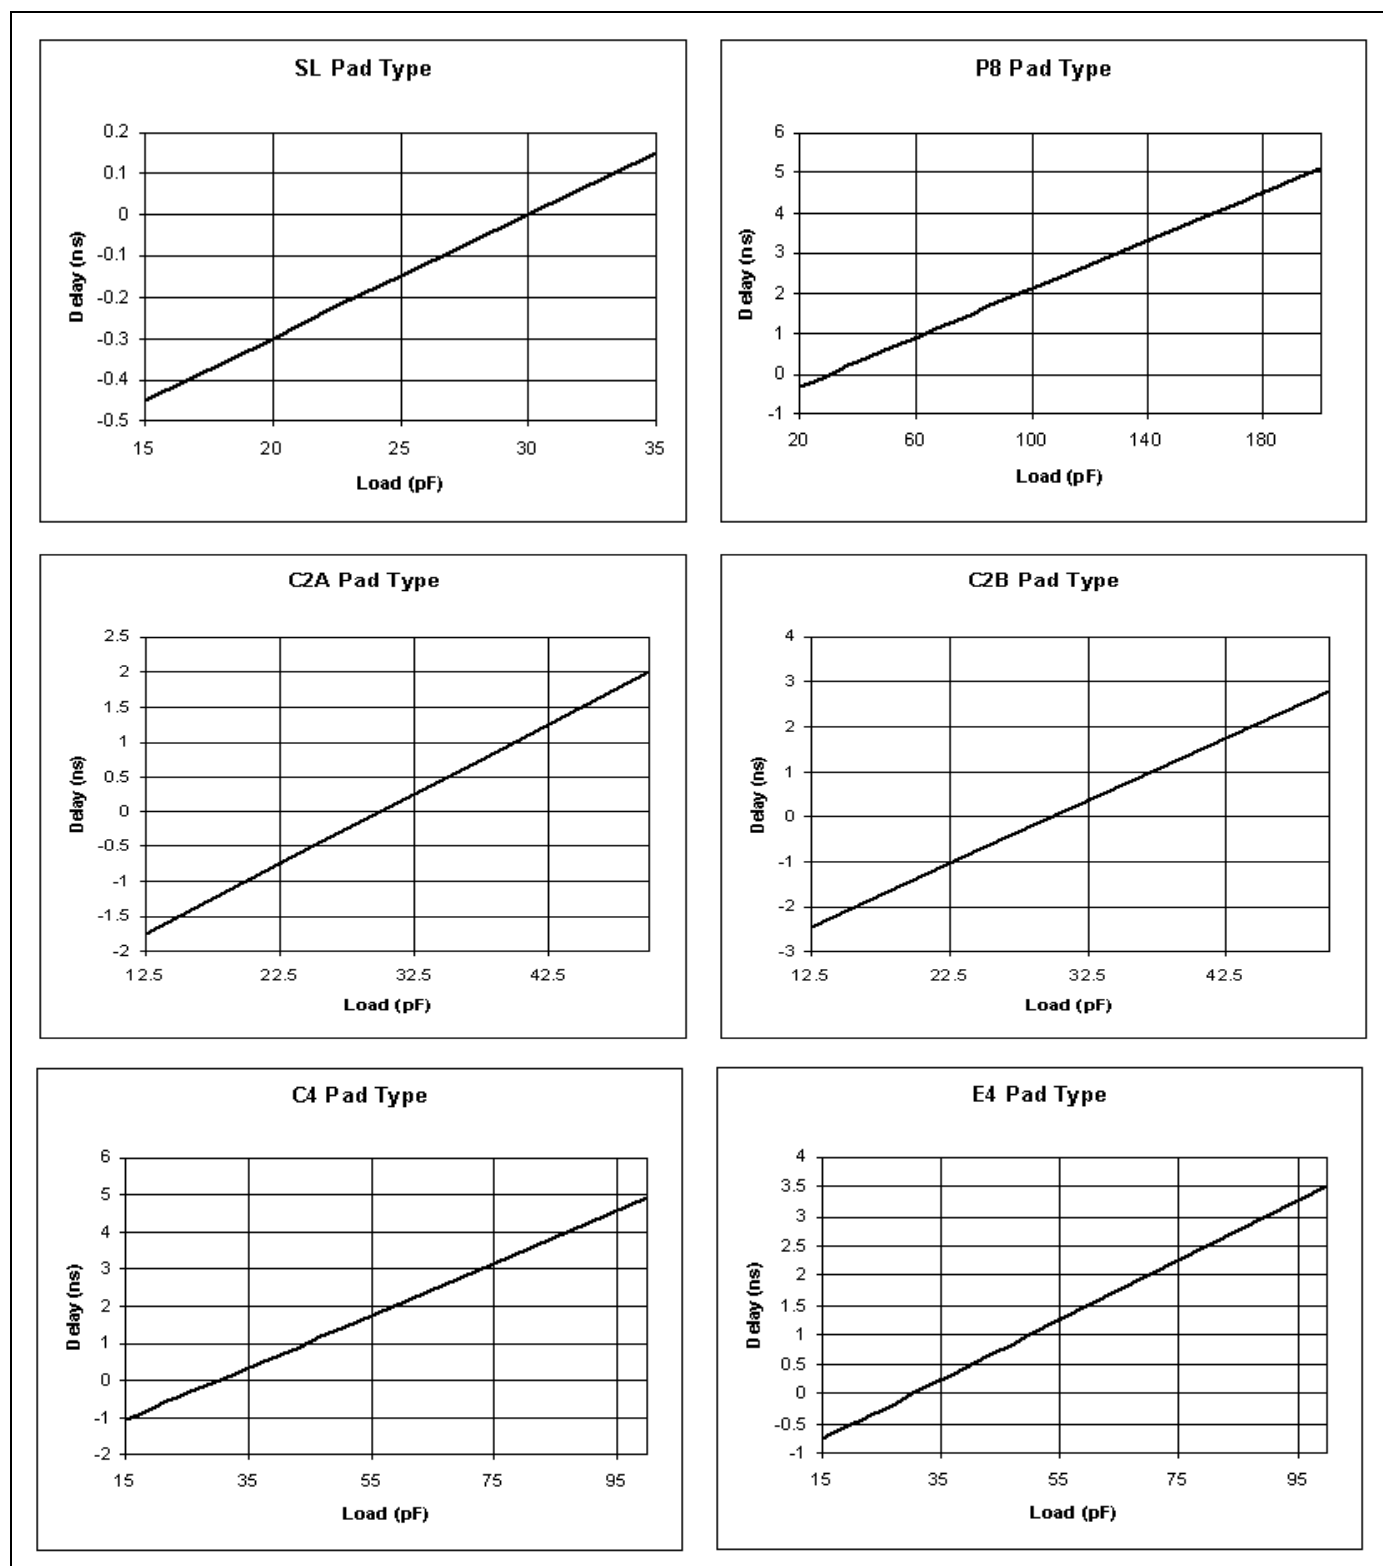 SL Pad Type
0.2
0.1
0
-0.1
-0.2
-0.3
-0.4
-0.5
Delay (ns)
15 20 25 30 35
Load (pF)
P8 Pad Type
6
5
4
3
2
1
0
-1
Delay (ns)
20 60 100 140 180
Load (pF)
C2A Pad Type
2.5
2
1.5
1
0.5
0
-0.5
-1
-1.5
-2
Delay (ns)
12.5 22.5 32.5 42.5
Load (pF)
C2B Pad Type
4
3
2
1
0
-1
-2
-3
Delay (ns)
12.5 22.5 32.5 42.5
Load (pF)
C4 Pad Type
6
5
4
3
2
1
0
-1
-2
Delay (ns)
15 35 55 75 95
Load (pF)
E4 Pad Type
4
3.5
3
2.5
2
1.5
1
0.5
0
-0.5
-1
Delay (ns)
15 35 55 75 95
Load (pF)